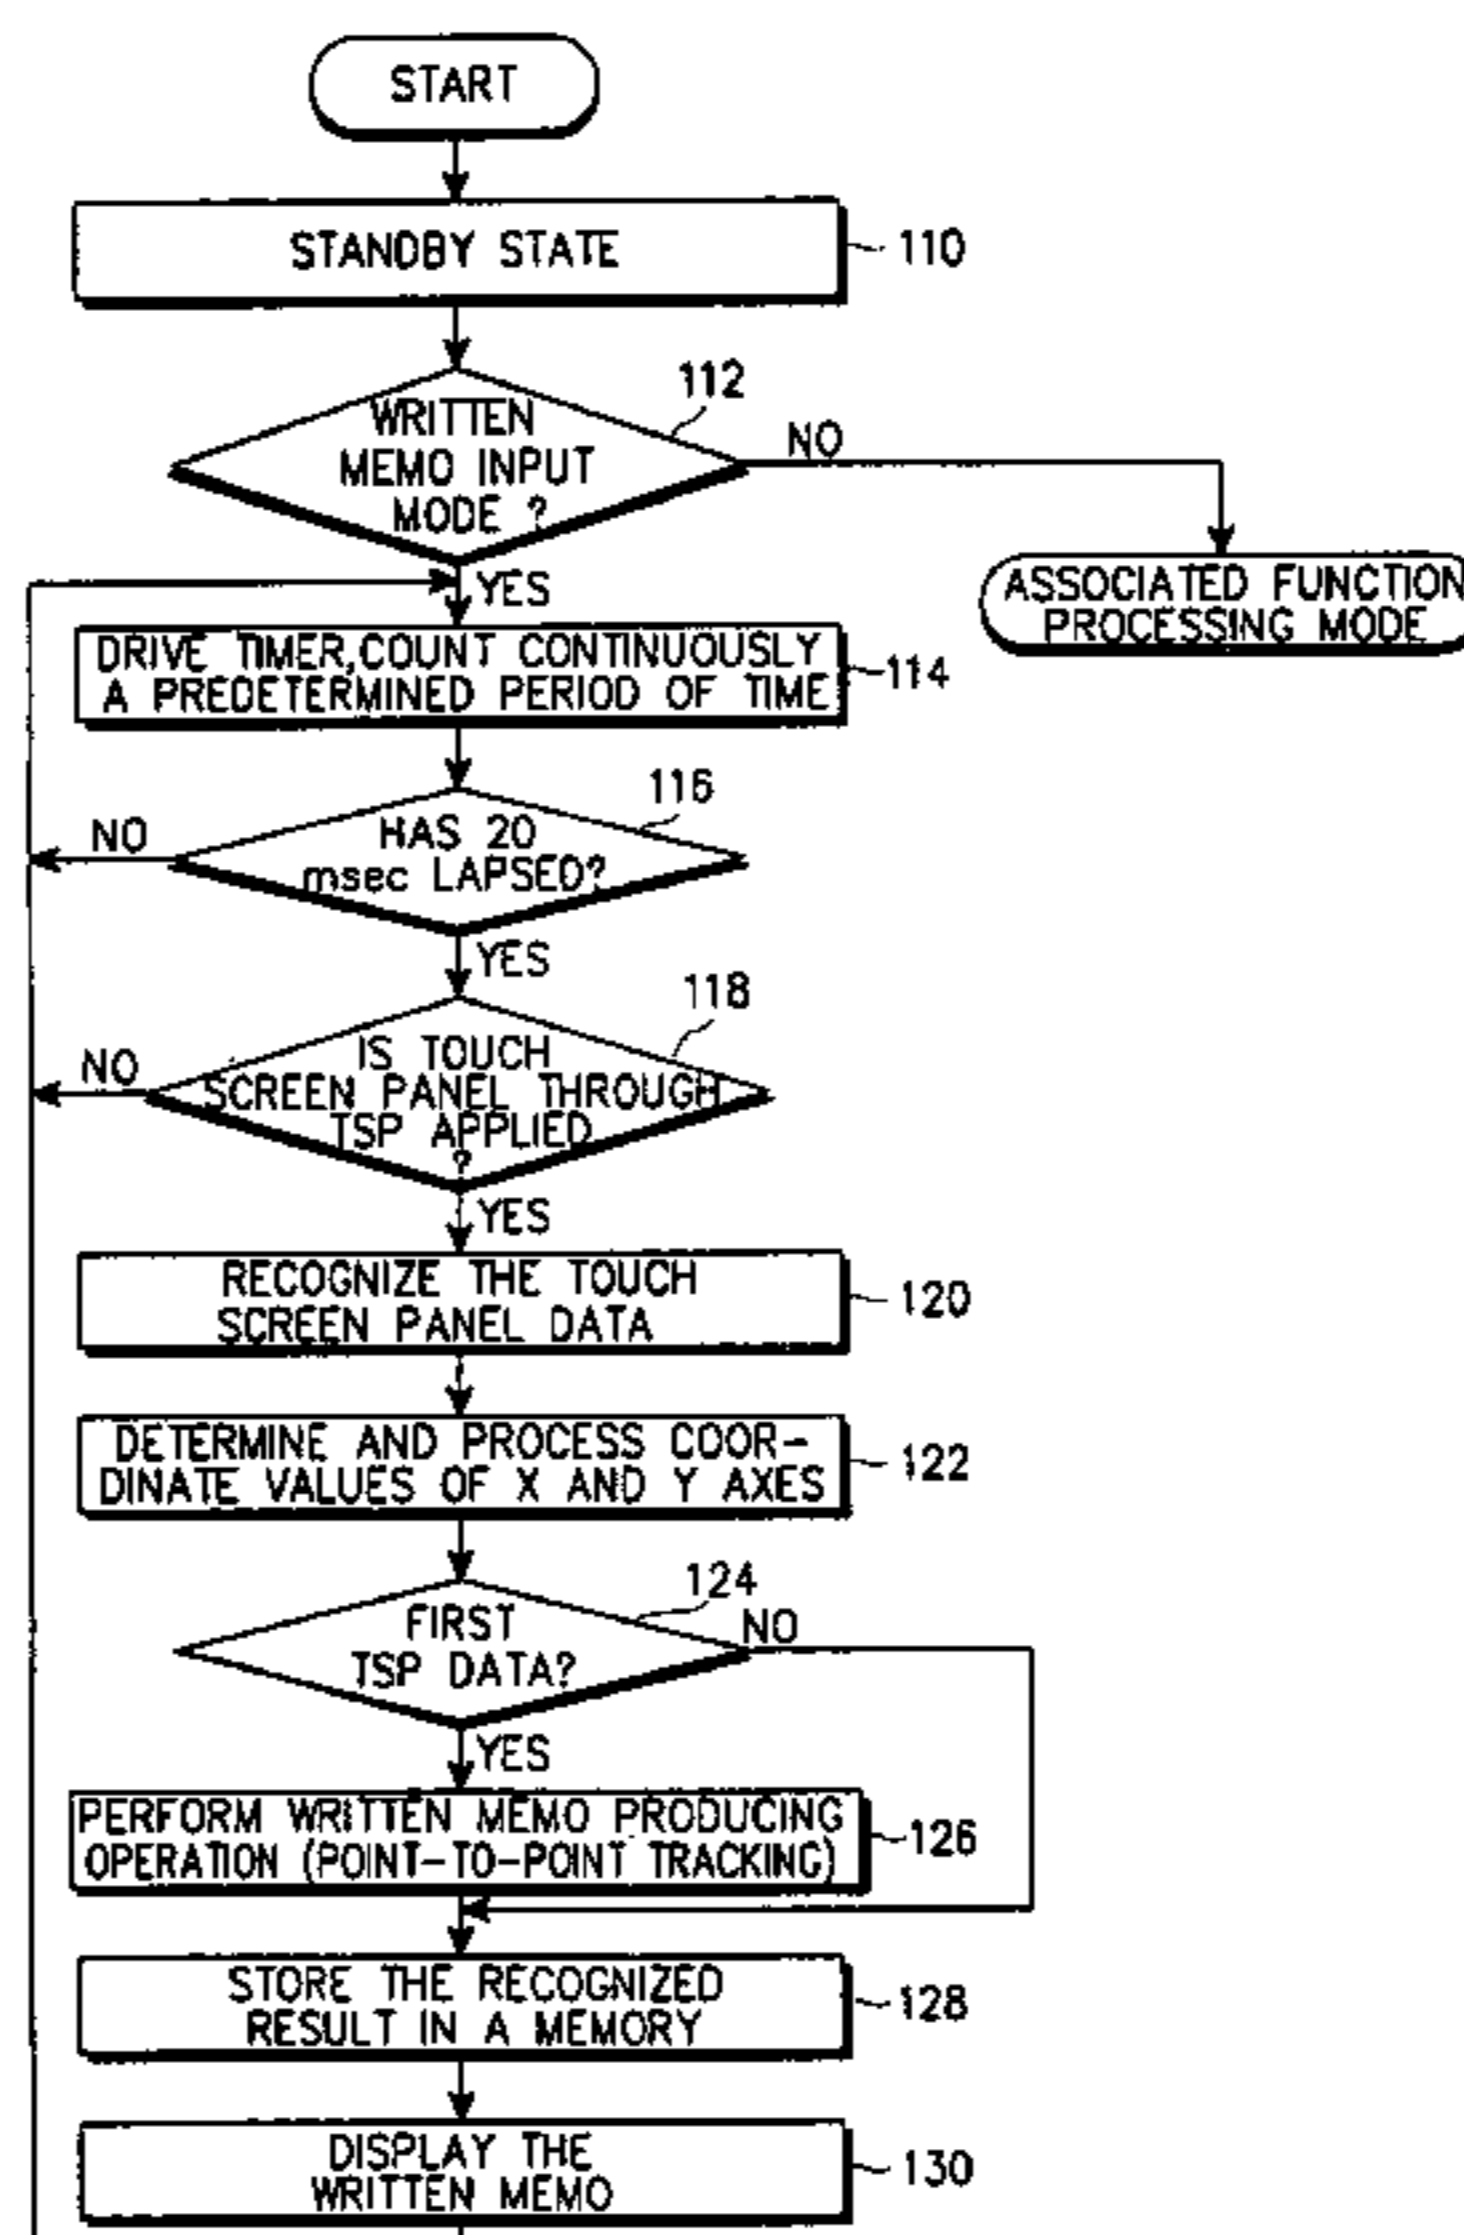 START
STANDBY STATE
110
112
WRITTEN
MEMO INPUT
MODE ?
NO
YES
ASSOCIATED FUNCTION
PROCESSING MODE
DRIVE TIMER,COUNT CONTINUOUSLY
A PREDETERMINED PERIOD OF TIME
114
116
HAS 20
msec LAPSED?
NO
YES
118
IS TOUCH
SCREEN PANEL THROUGH
TSP APPLIED
?
NO
YES
RECOGNIZE THE TOUCH
SCREEN PANEL DATA
120
DETERMINE AND PROCESS COOR-
DINATE VALUES OF X AND Y AXES
122
124
FIRST
TSP DATA?
NO
YES
PERFORM WRITTEN MEMO PRODUCING
OPERATION (POINT-TO-POINT TRACKING)
126
STORE THE RECOGNIZED
RESULT IN A MEMORY
128
DISPLAY THE
WRITTEN MEMO
130